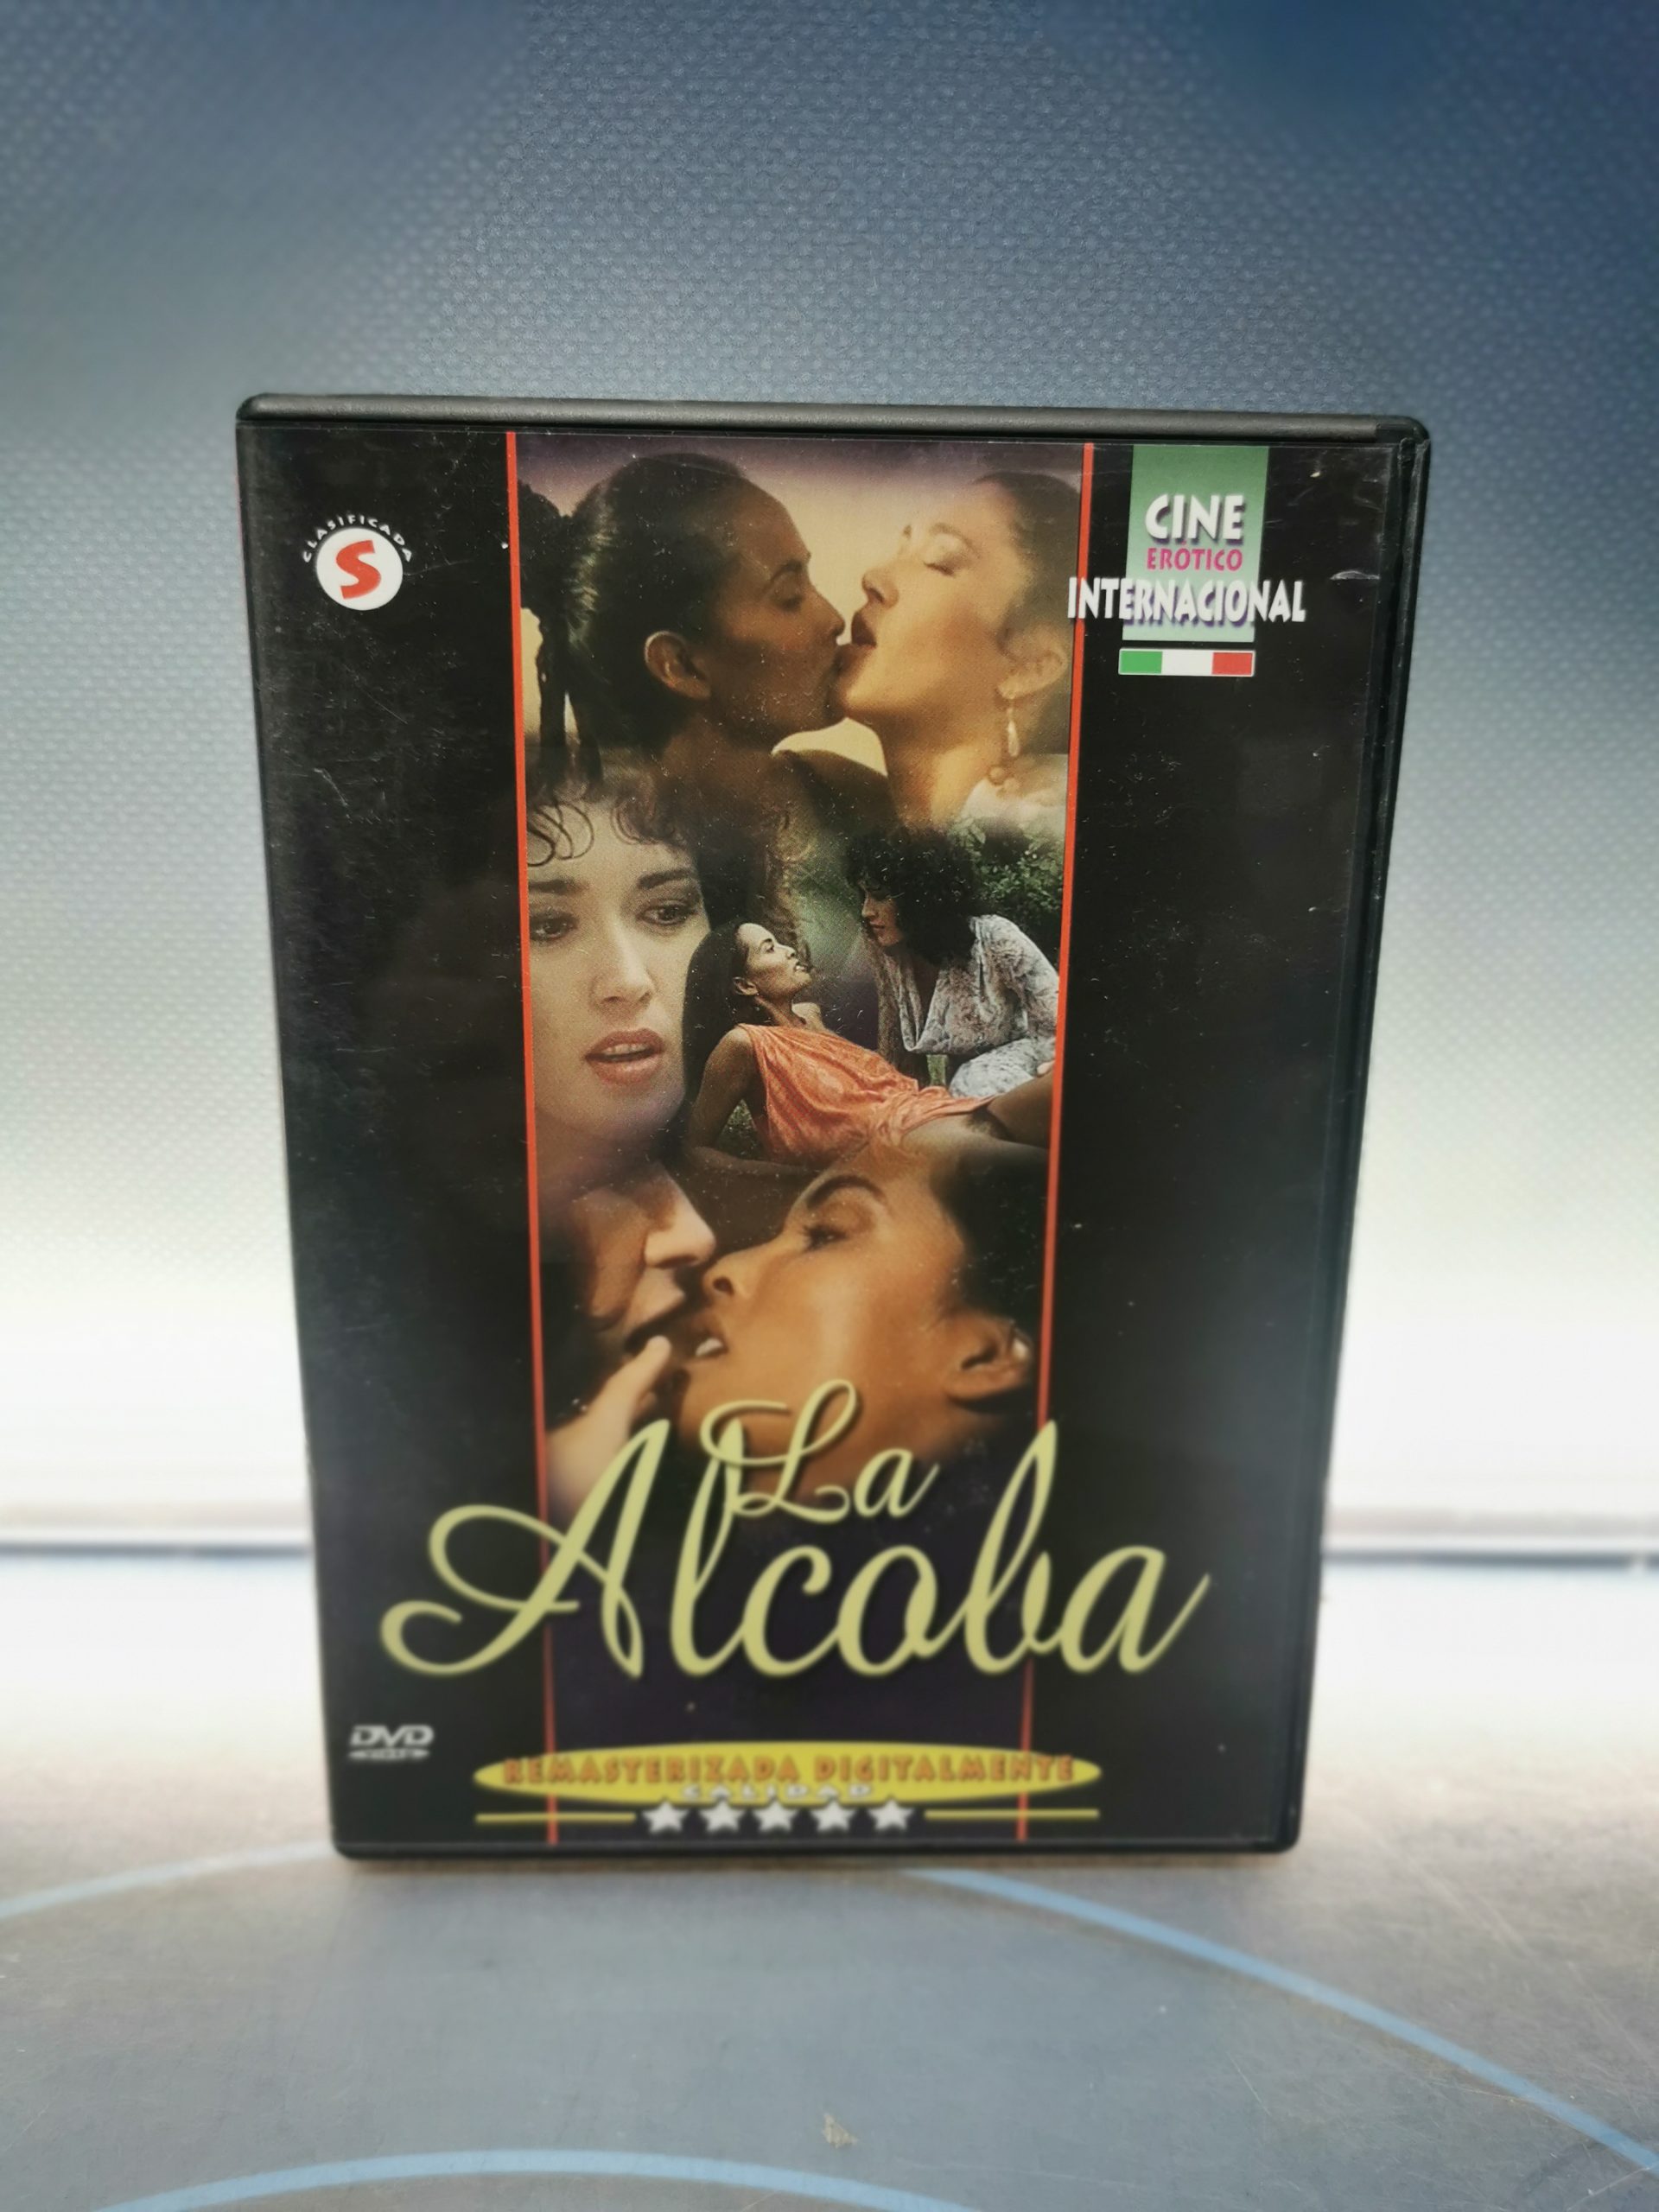 CLASIFICADA
S
CINE
EROTICO
INTERNACIONAL
La
Alcoba
DVD
REMASTERIZADA DIGITALMENTE
CALIDAD